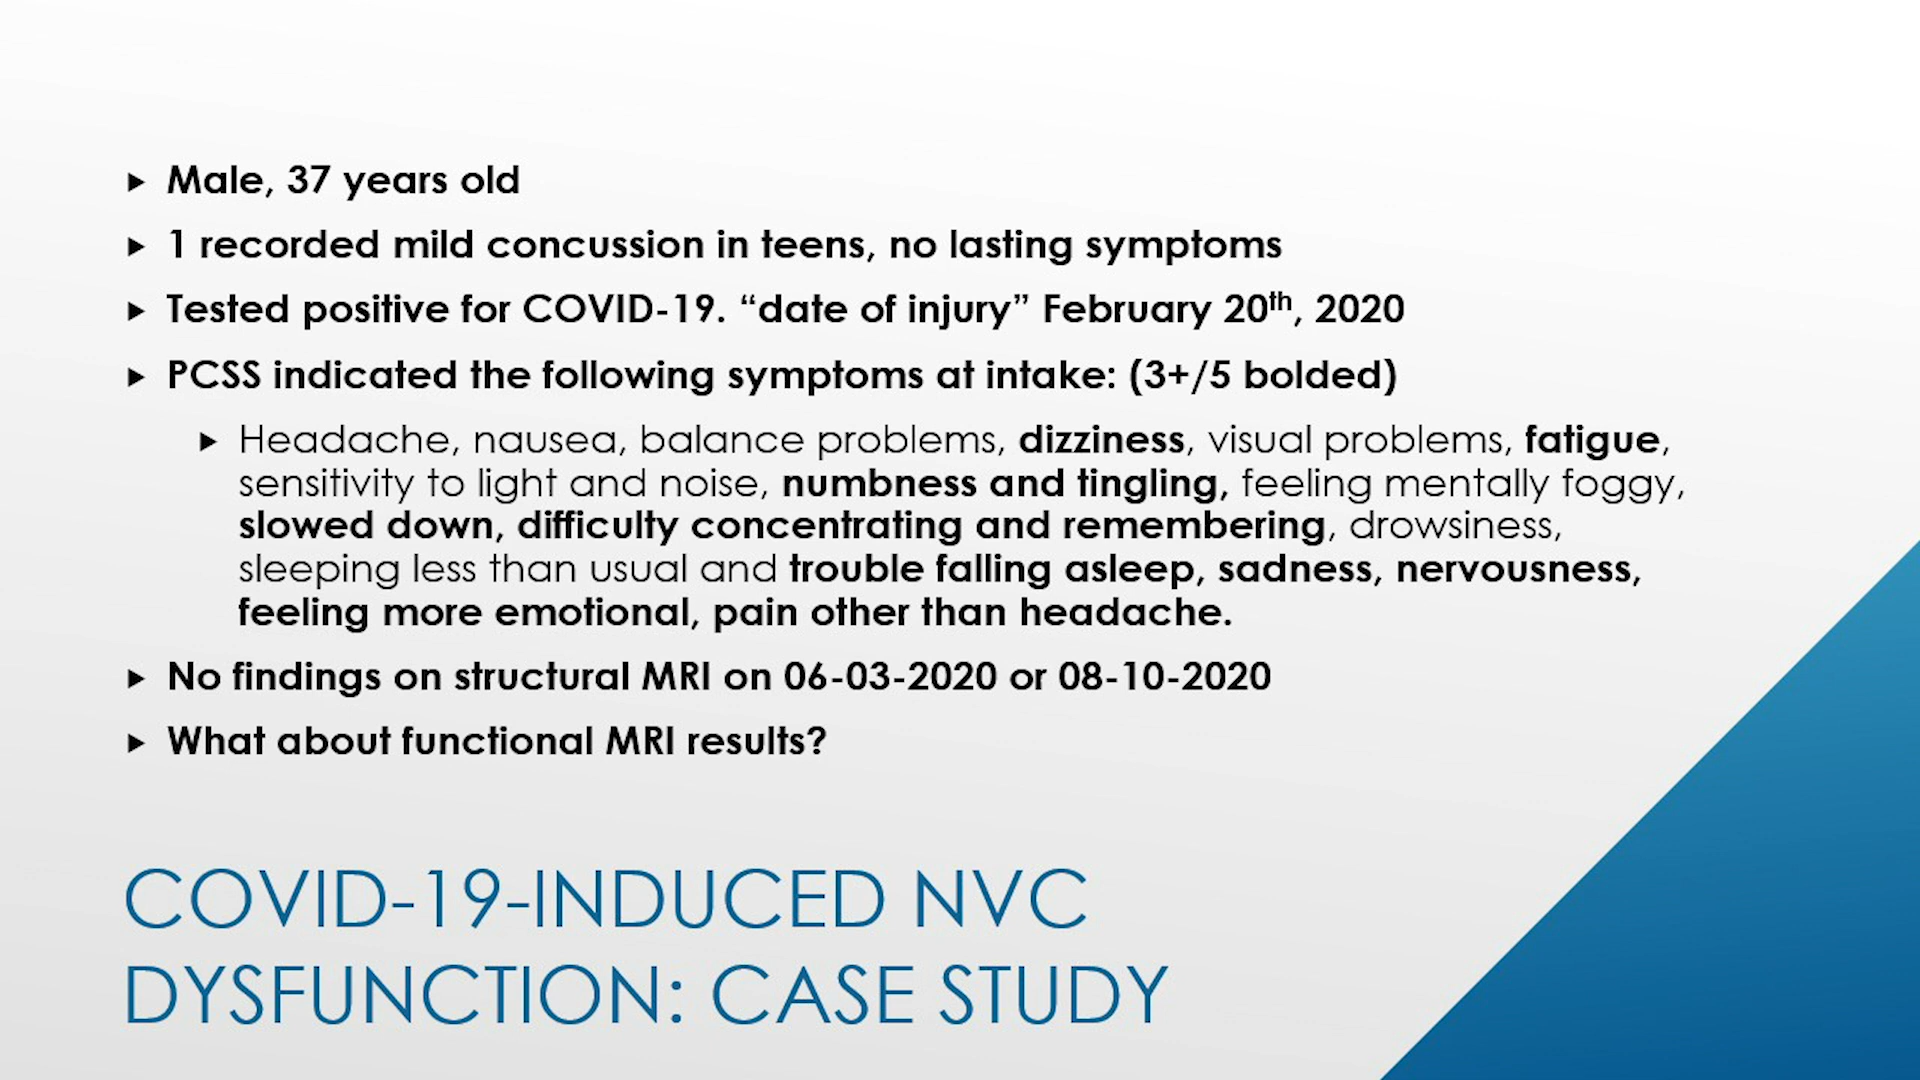 Male, 37 years old
1 recorded mild concussion in teens, no lasting symptoms
Tested positive for COVID-19. “date of injury” February 20th, 2020
PCSS indicated the following symptoms at intake: (3+/5 bolded)
Headache, nausea, balance problems, dizziness, visual problems, fatigue,
sensitivity to light and noise, numbness and tingling, feeling mentally foggy,
slowed down, difficulty concentrating and remembering, drowsiness,
sleeping less than usual and trouble falling asleep, sadness, nervousness,
feeling more emotional, pain other than headache.
No findings on structural MRI on 06-03-2020 or 08-10-2020
What about functional MRI results?
COVID-19-INDUCED NVC
DYSFUNCTION: CASE STUDY